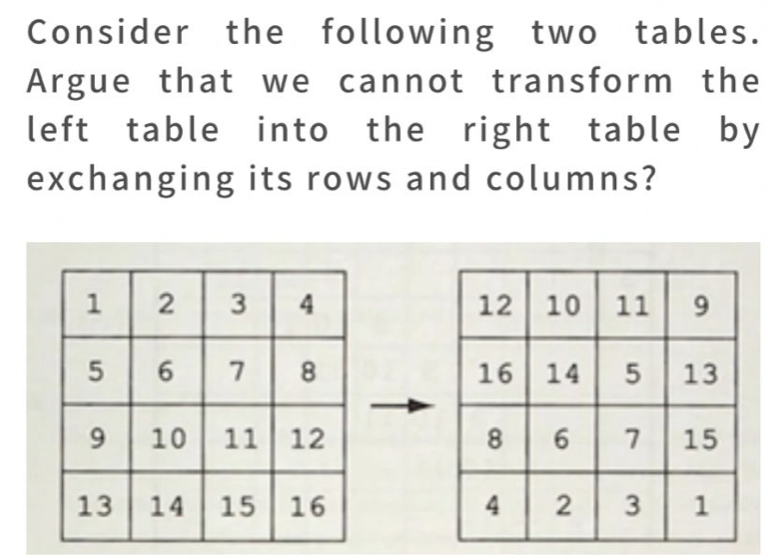 Consider the following two tables.
Argue that we cannot transform the
left table into the right table by
exchanging its rows and columns?
1 2 3 4 12 10 11 9
5 6 7 8 16 14 5 13
9 10 11 12 8 6 7 15
13 14 15 16 4 2 3 1